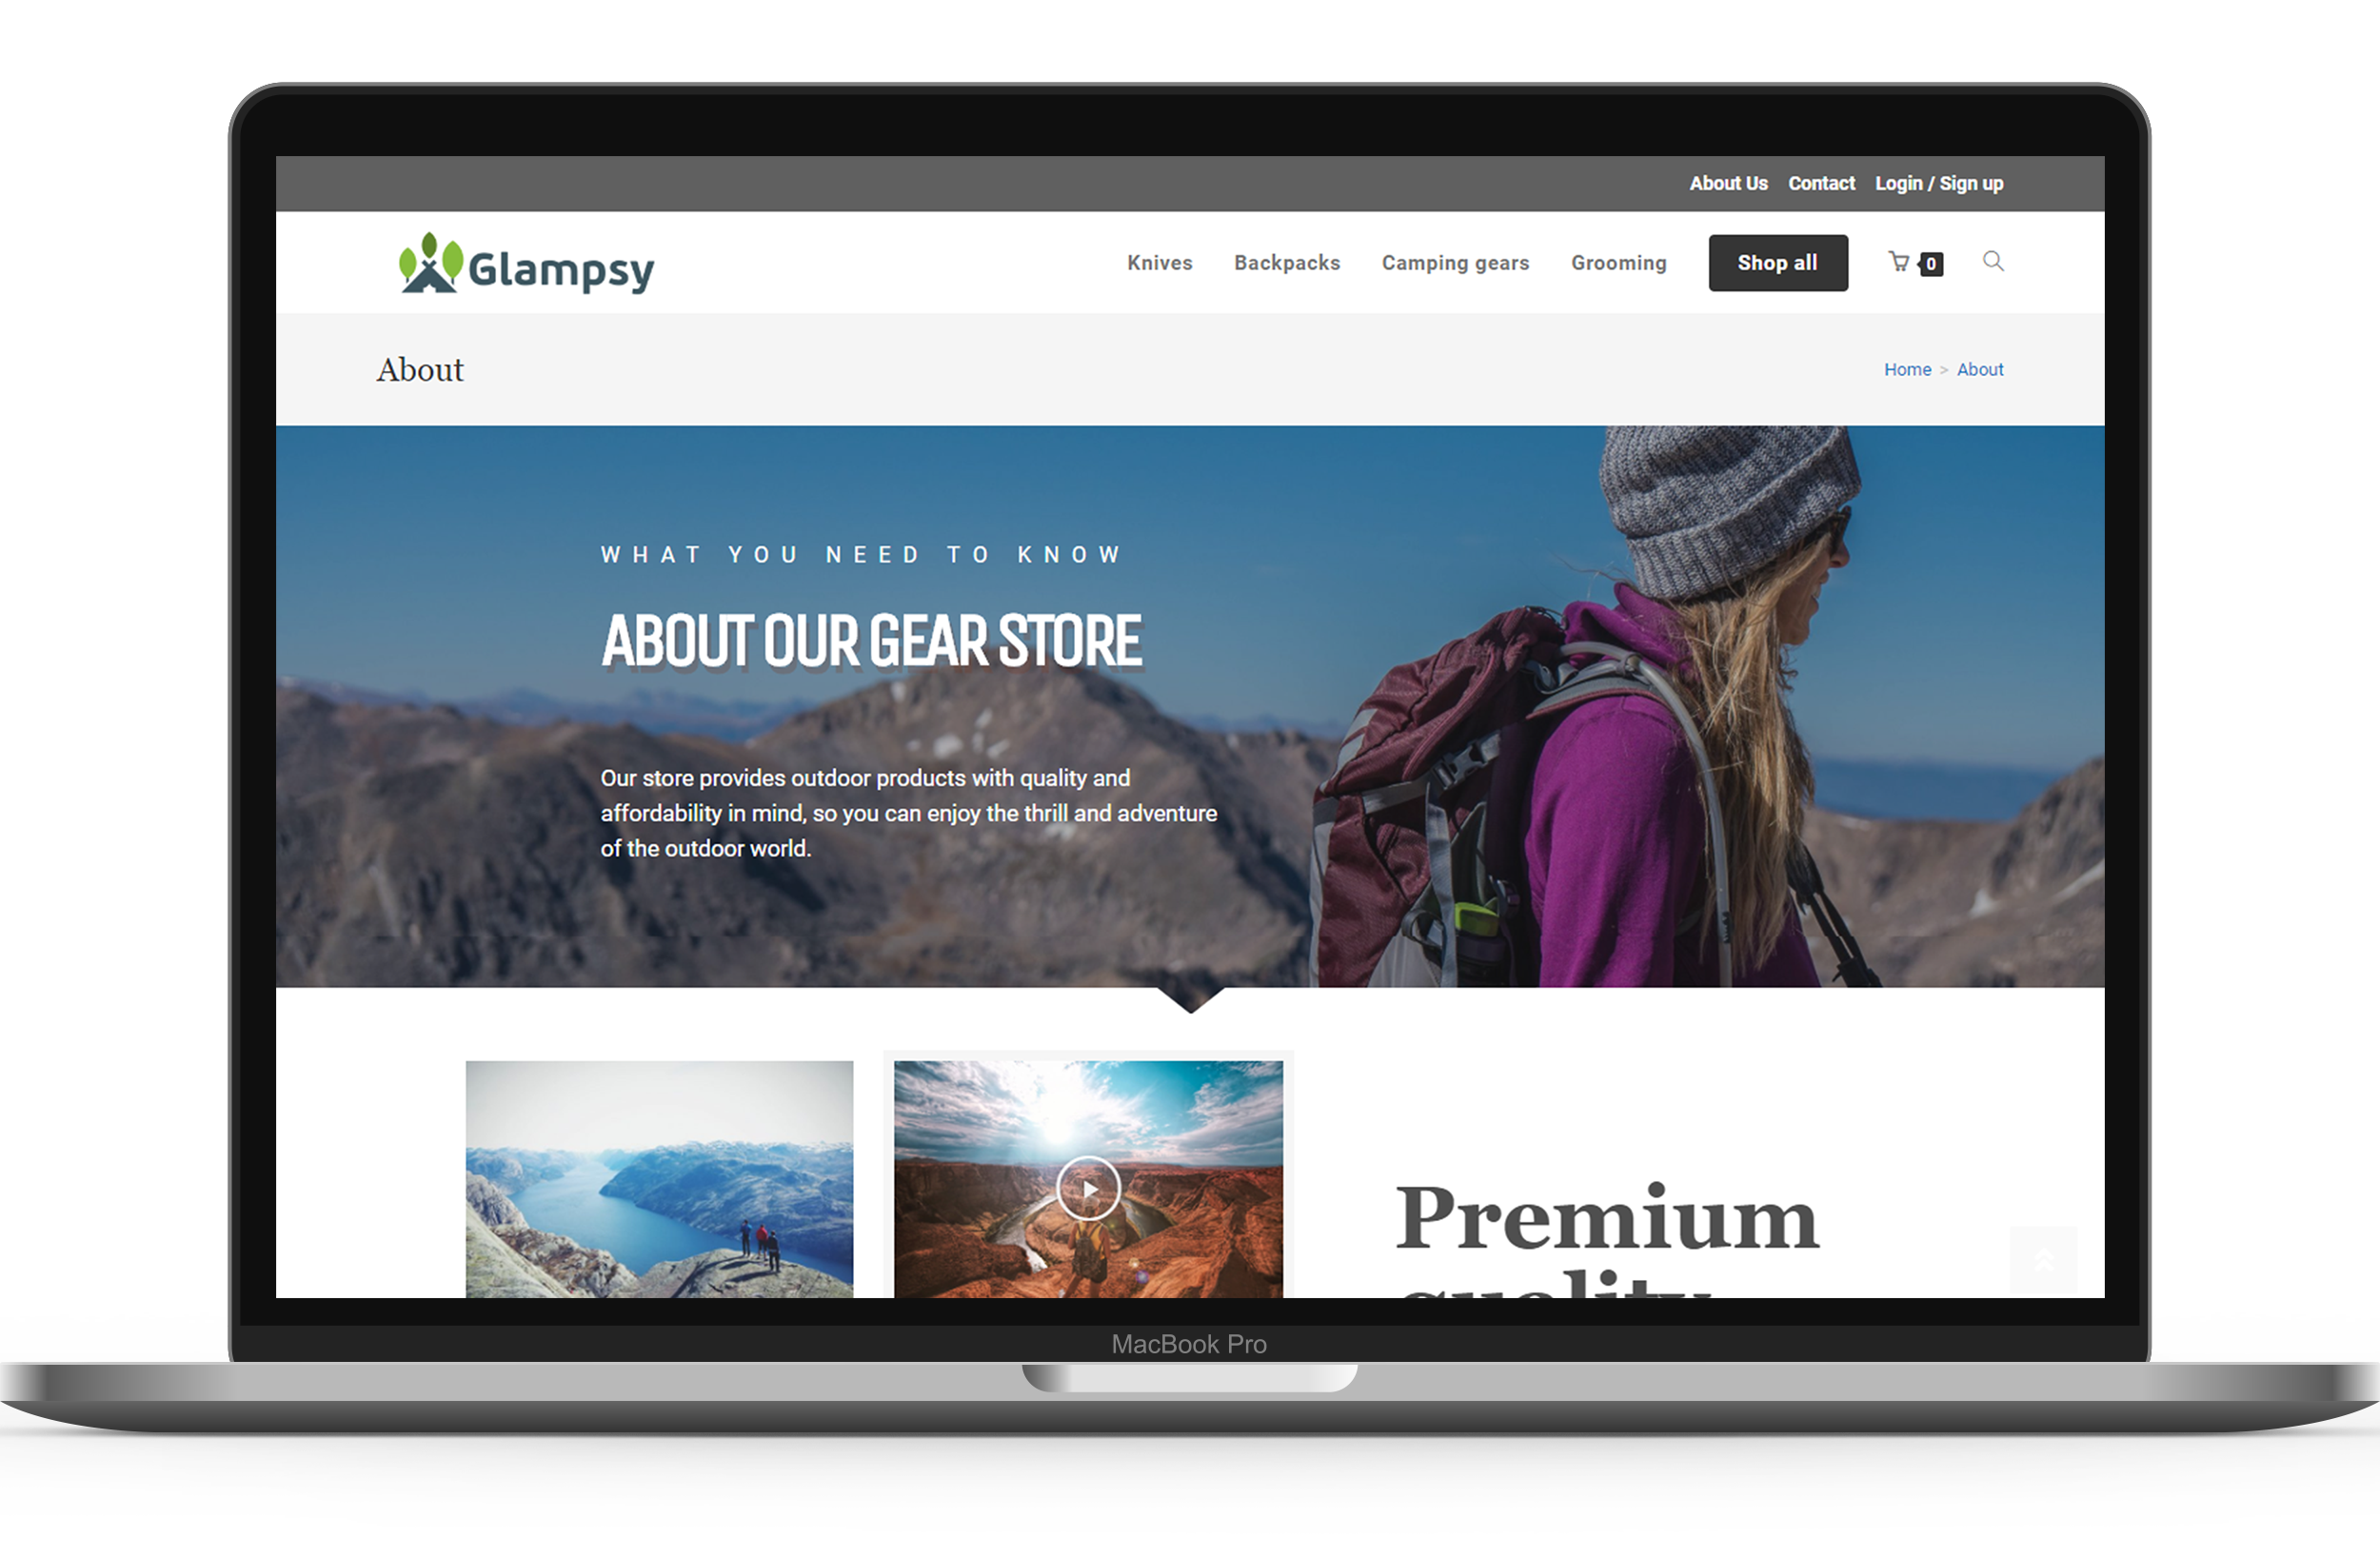 About Us Contact Login / Sign up
Glampsy
Knives Backpacks Camping gears Grooming Shop all 0
About
Home > About
WHAT YOU NEED TO KNOW
ABOUT OUR GEAR STORE
Our store provides outdoor products with quality and
affordability in mind, so you can enjoy the thrill and adventure
of the outdoor world.
Premium
quality
MacBook Pro